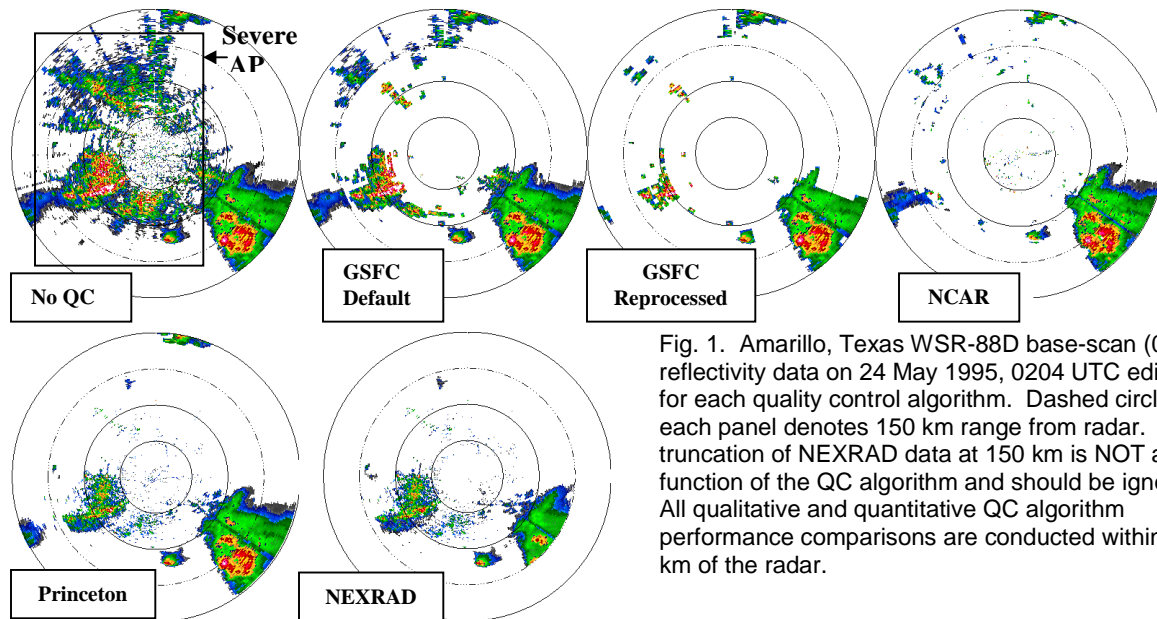 Severe
AP
No QC
GSFC
Default
GSFC
Reprocessed
NCAR
Princeton
NEXRAD
Fig. 1. Amarillo, Texas WSR-88D base-scan (0
reflectivity data on 24 May 1995, 0204 UTC edi
for each quality control algorithm. Dashed circl
each panel denotes 150 km range from radar.
truncation of NEXRAD data at 150 km is NOT a
function of the QC algorithm and should be igno
All qualitative and quantitative QC algorithm
performance comparisons are conducted within
km of the radar.